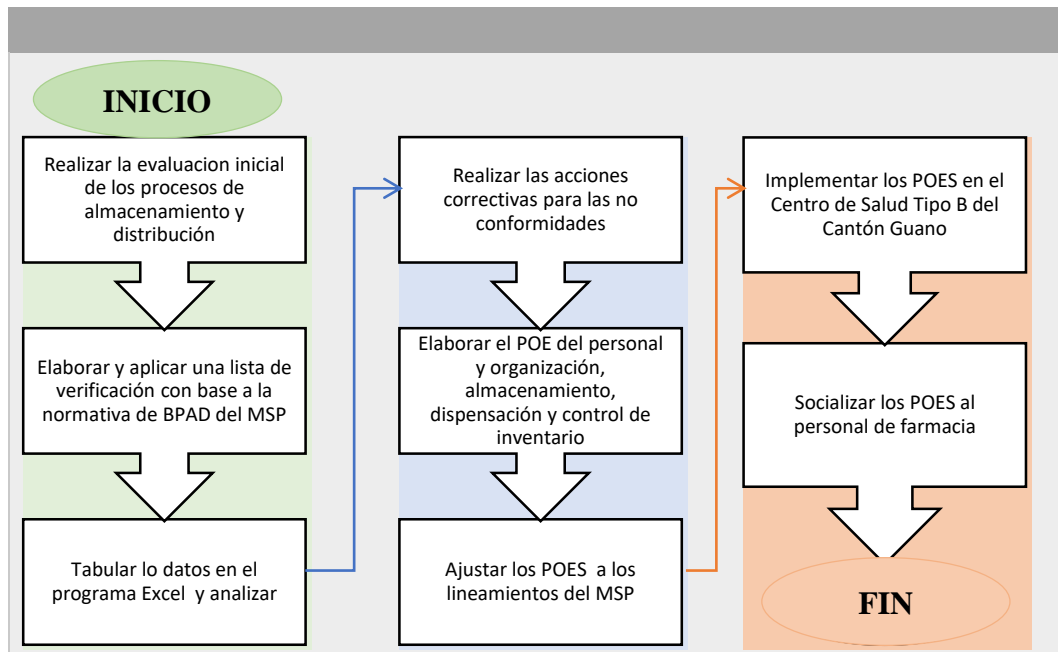 INICIO
Realizar la evaluacion inicial
de los procesos de
almacenamiento y
distribución
Elaborar y aplicar una lista de
verificación con base a la
normativa de BPAD del MSP
Tabular lo datos en el
programa Excel y analizar
Realizar las acciones
correctivas para las no
conformidades
Elaborar el POE del personal
y organización,
almacenamiento,
dispensación y control de
inventario
Ajustar los POES a los
lineamientos del MSP
Implementar los POES en el
Centro de Salud Tipo B del
Cantón Guano
Socializar los POES al
personal de farmacia
FIN